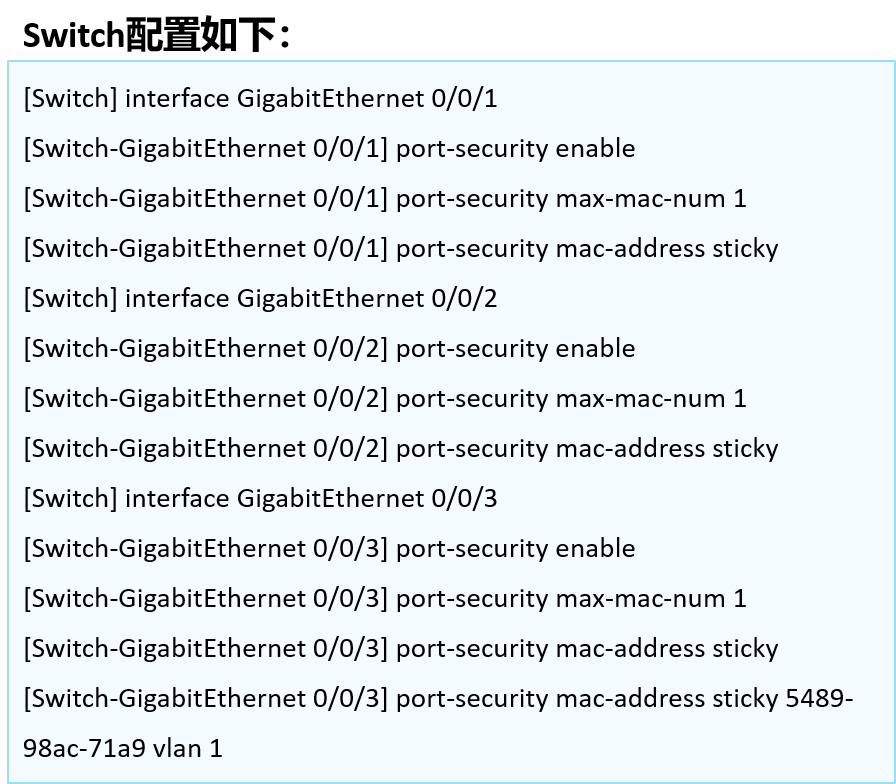 Switch配置如下：
[Switch] interface GigabitEthernet 0/0/1
[Switch-GigabitEthernet 0/0/1] port-security enable
[Switch-GigabitEthernet 0/0/1] port-security max-mac-num 1
[Switch-GigabitEthernet 0/0/1] port-security mac-address sticky
[Switch] interface GigabitEthernet 0/0/2
[Switch-GigabitEthernet 0/0/2] port-security enable
[Switch-GigabitEthernet 0/0/2] port-security max-mac-num 1
[Switch-GigabitEthernet 0/0/2] port-security mac-address sticky
[Switch] interface GigabitEthernet 0/0/3
[Switch-GigabitEthernet 0/0/3] port-security enable
[Switch-GigabitEthernet 0/0/3] port-security max-mac-num 1
[Switch-GigabitEthernet 0/0/3] port-security mac-address sticky
[Switch-GigabitEthernet 0/0/3] port-security mac-address sticky 5489-
98ac-71a9 vlan 1